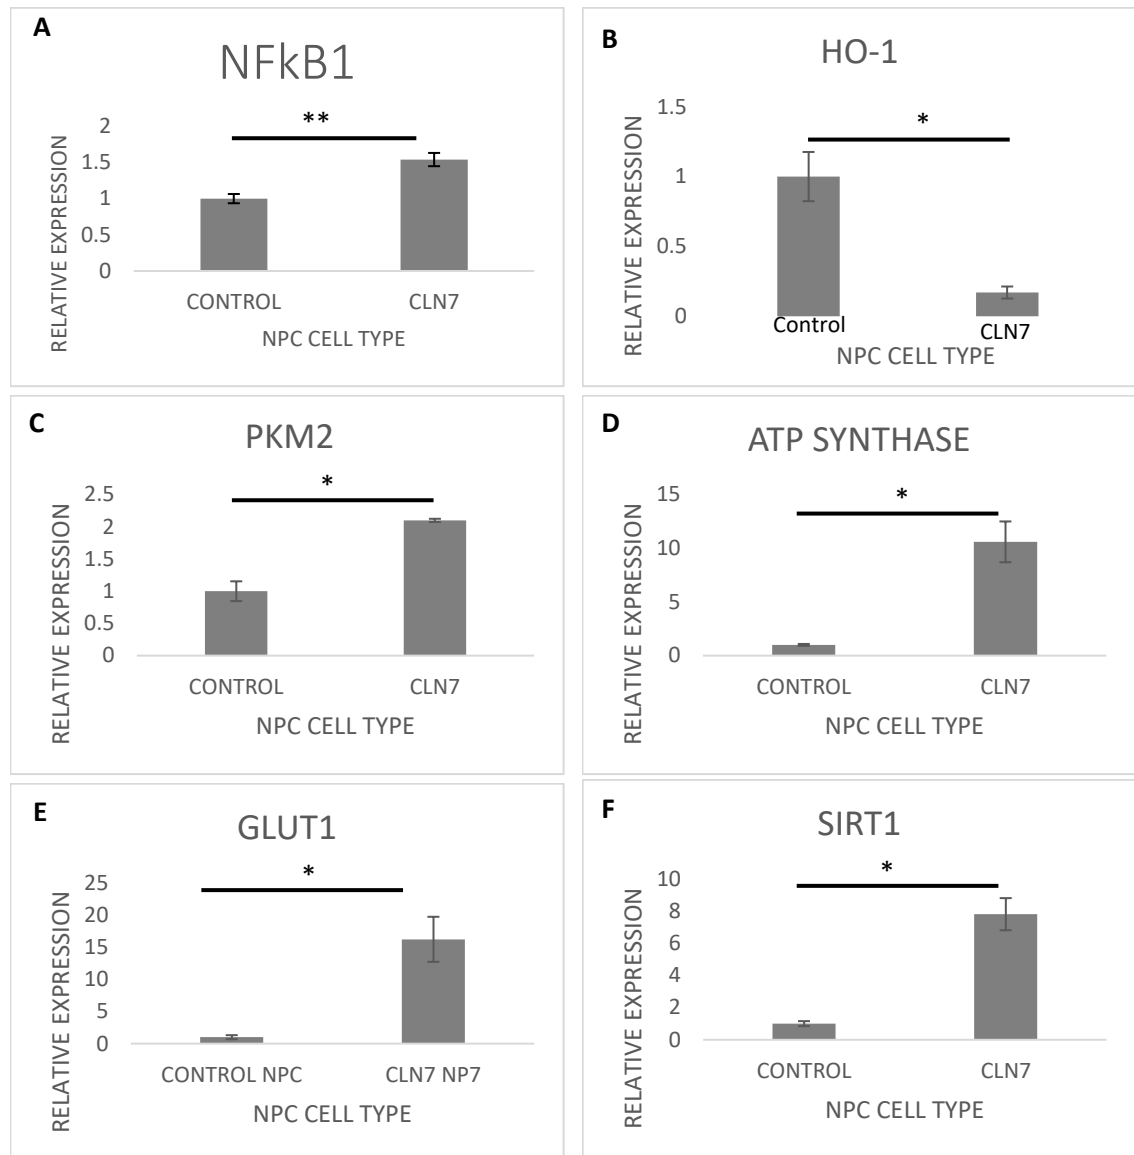 A
NFkB1
**
RELATIVE EXPRESSION
2
1.5
1
0.5
0
CONTROL CLN7
NPC CELL TYPE
B
HO-1
*
RELATIVE EXPRESSION
1.5
1
0.5
0
Control CLN7
NPC CELL TYPE
C
PKM2
*
RELATIVE EXPRESSION
2.5
2
1.5
1
0.5
0
CONTROL CLN7
NPC CELL TYPE
D
ATP SYNTHASE
*
RELATIVE EXPRESSION
15
10
5
0
CONTROL CLN7
NPC CELL TYPE
E
GLUT1
*
RELATIVE EXPRESSION
25
20
15
10
5
0
CONTROL NPC CLN7 NP7
NPC CELL TYPE
F
SIRT1
*
RELATIVE EXPRESSION
10
8
6
4
2
0
CONTROL CLN7
NPC CELL TYPE